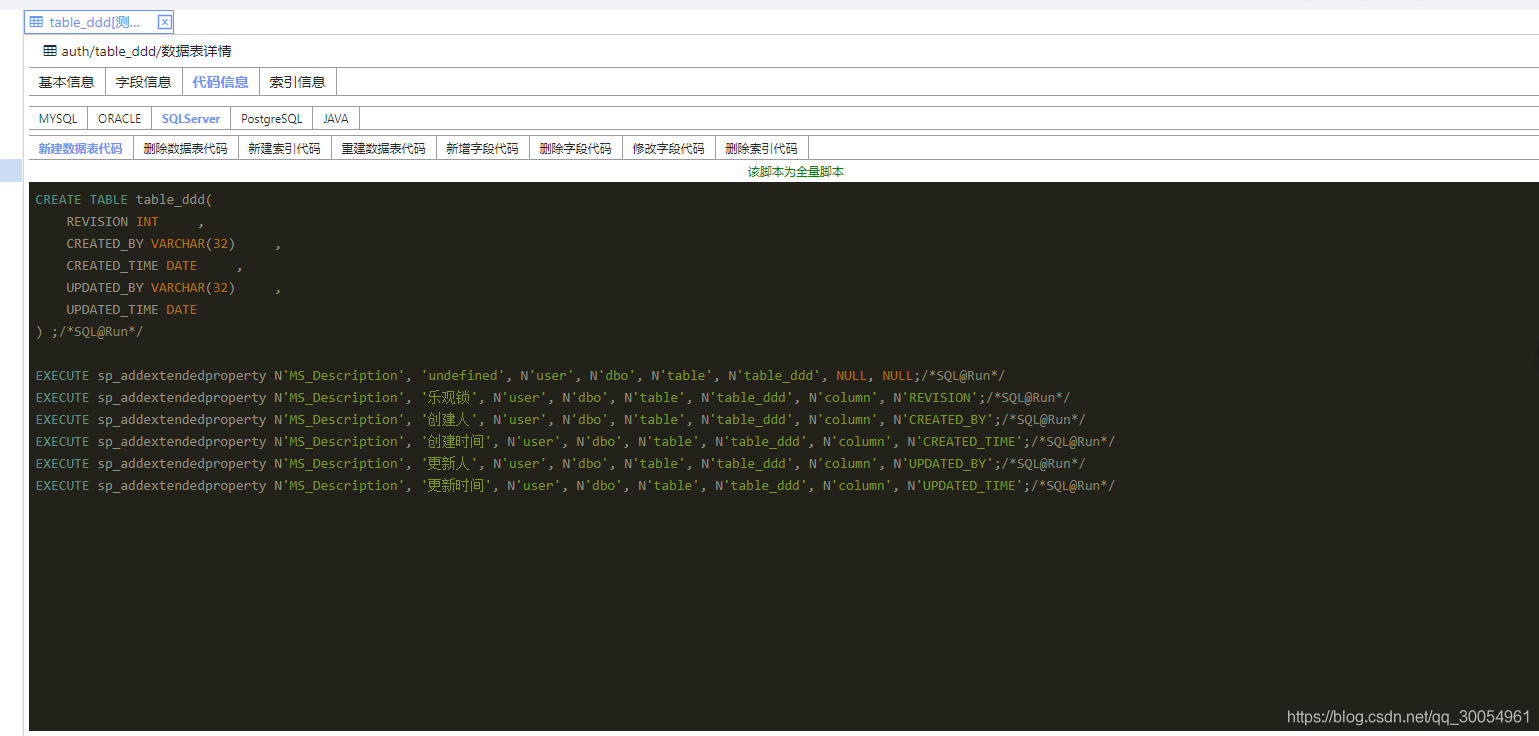 table_ddd[测...
auth/table_ddd/数据表详情
基本信息 字段信息 代码信息 索引信息
MYSQL ORACLE SQLServer PostgreSQL JAVA
新建数据表代码 删除数据表代码 新建索引代码 重建数据表代码 新增字段代码 删除字段代码 修改字段代码 删除索引代码
该脚本为全量脚本
CREATE TABLE table_ddd(
    REVISION INT     ,
    CREATED_BY VARCHAR(32)     ,
    CREATED_TIME DATE     ,
    UPDATED_BY VARCHAR(32)     ,
    UPDATED_TIME DATE
) ;/*SQL@Run*/
EXECUTE sp_addextendedproperty N'MS_Description', 'undefined', N'user', N'dbo', N'table', N'table_ddd', NULL, NULL;/*SQL@Run*/
EXECUTE sp_addextendedproperty N'MS_Description', '乐观锁', N'user', N'dbo', N'table', N'table_ddd', N'column', N'REVISION';/*SQL@Run*/
EXECUTE sp_addextendedproperty N'MS_Description', '创建人', N'user', N'dbo', N'table', N'table_ddd', N'column', N'CREATED_BY';/*SQL@Run*/
EXECUTE sp_addextendedproperty N'MS_Description', '创建时间', N'user', N'dbo', N'table', N'table_ddd', N'column', N'CREATED_TIME';/*SQL@Run*/
EXECUTE sp_addextendedproperty N'MS_Description', '更新人', N'user', N'dbo', N'table', N'table_ddd', N'column', N'UPDATED_BY';/*SQL@Run*/
EXECUTE sp_addextendedproperty N'MS_Description', '更新时间', N'user', N'dbo', N'table', N'table_ddd', N'column', N'UPDATED_TIME';/*SQL@Run*/
https://blog.csdn.net/qq_30054961